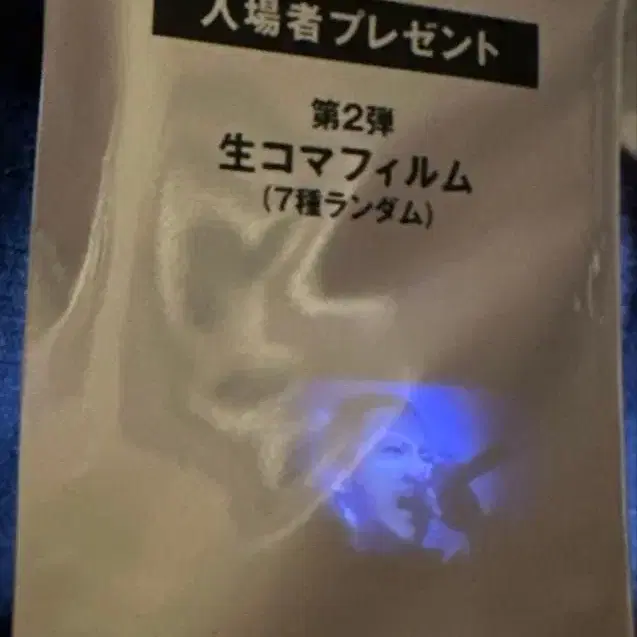 入場者プレゼント
第2弾
生コマフィルム
(7種ランダム)